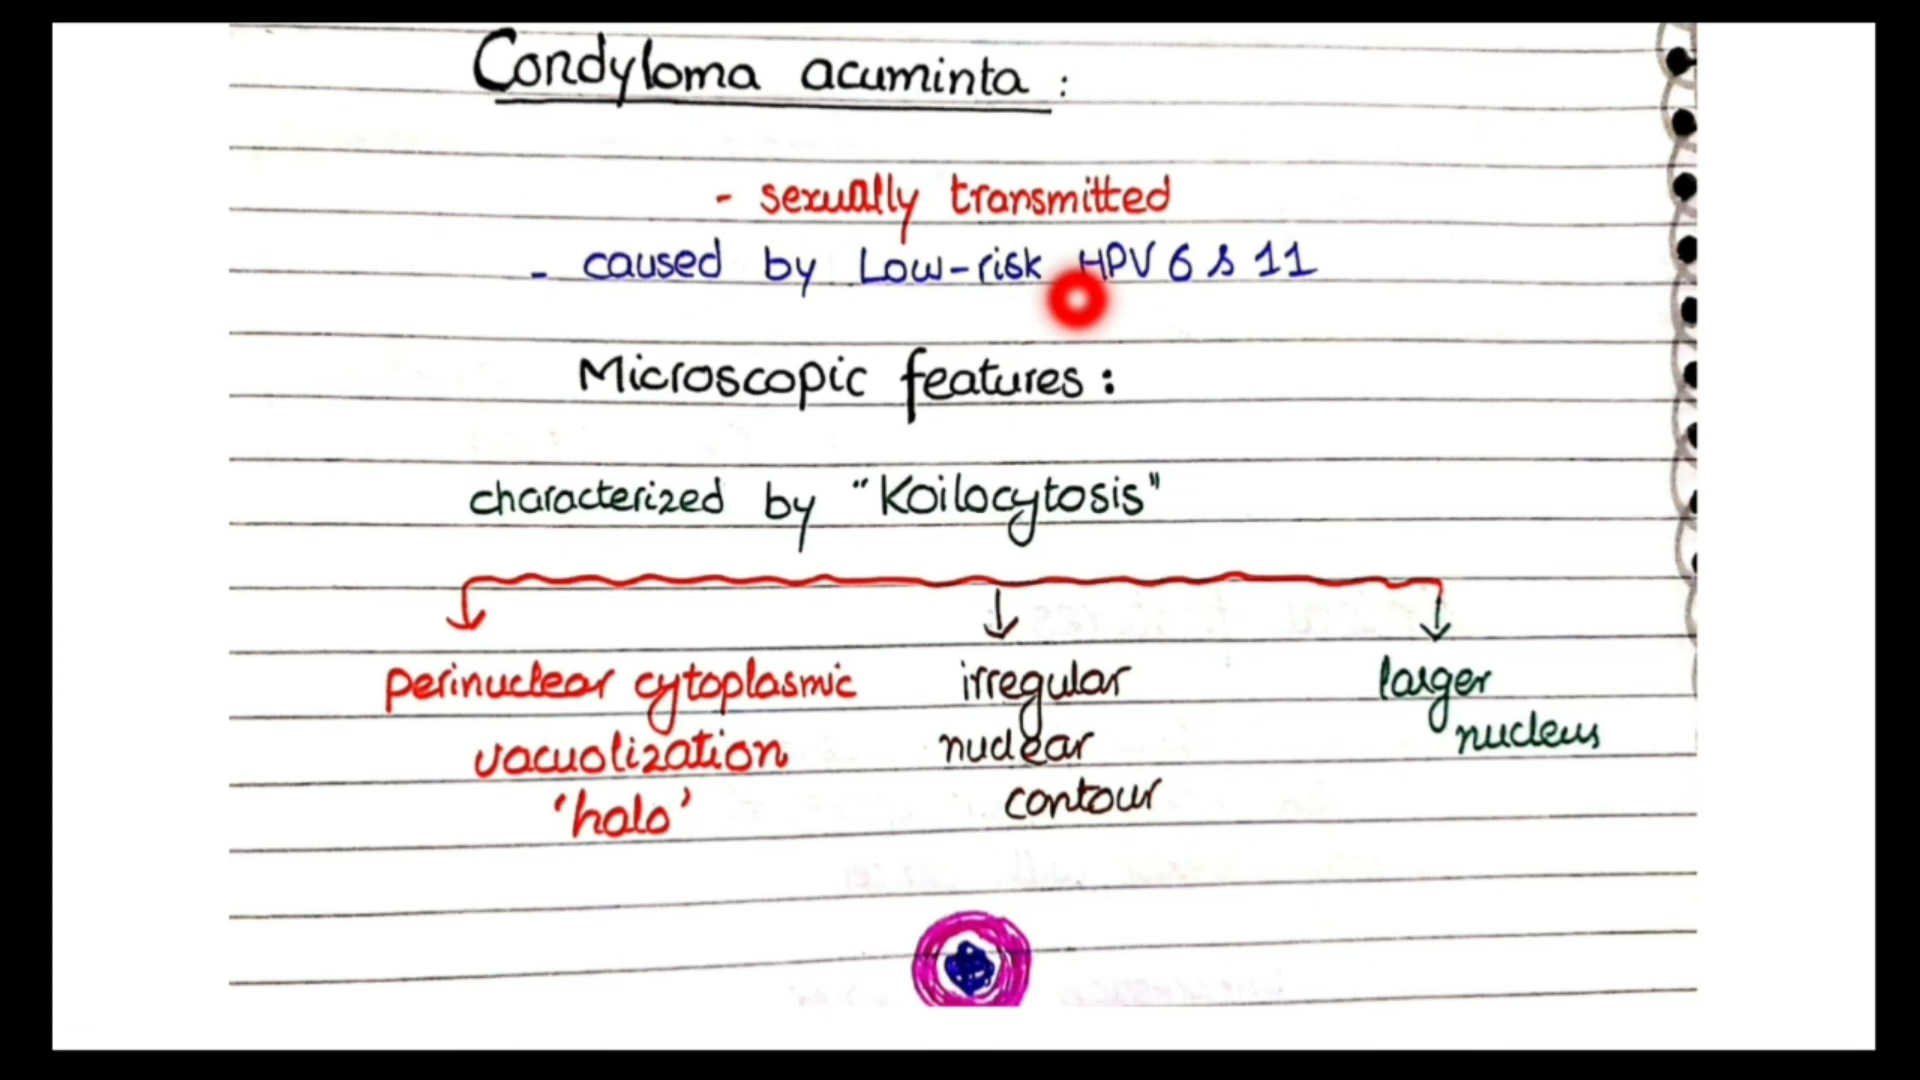 Condyloma acuminta :
- sexually transmitted
- caused by Low-risk HPV 6 & 11
Microscopic features :
characterized by "Koilocytosis"
perinuclear cytoplasmic
vacuolization
'halo'
irregular
nuclear
contour
larger
nucleus